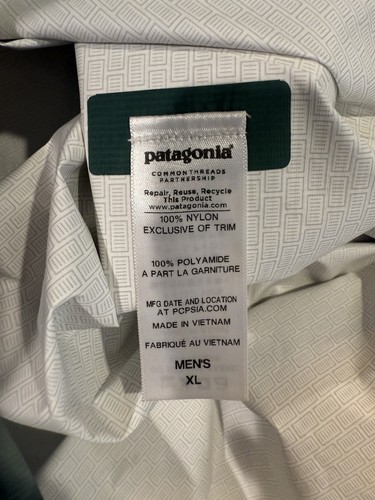 patagonia®
COMMONTHREADS
PARTNERSHIP
Repair, Reuse, Recycle
This Product
www.patagonia.com
100% NYLON
EXCLUSIVE OF TRIM
100% POLYAMIDE
A PART LA GARNITURE
MFG DATE AND LOCATION
AT PCPSIA.COM
MADE IN VIETNAM
FABRIQUÉ AU VIETNAM
MEN'S
XL